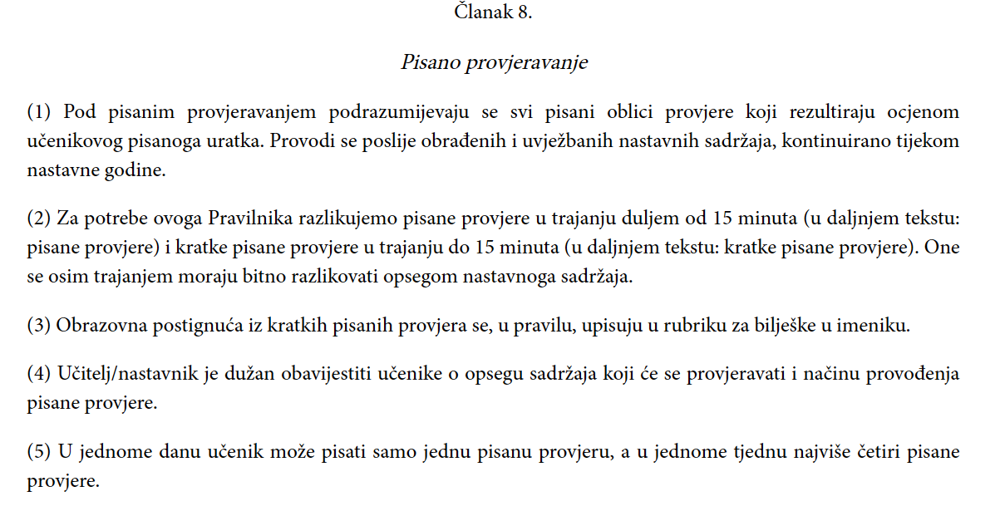 Članak 8.
Pisano provjeravanje
(1) Pod pisanim provjeravanjem podrazumijevaju se svi pisani oblici provjere koji rezultiraju ocjenom
učenikovog pisanoga uratka. Provodi se poslije obrađenih i uvježbanih nastavnih sadržaja, kontinuirano tijekom
nastavne godine.
(2) Za potrebe ovoga Pravilnika razlikujemo pisane provjere u trajanju duljem od 15 minuta (u daljnjem tekstu:
pisane provjere) i kratke pisane provjere u trajanju do 15 minuta (u daljnjem tekstu: kratke pisane provjere). One
se osim trajanjem moraju bitno razlikovati opsegom nastavnoga sadržaja.
(3) Obrazovna postignuća iz kratkih pisanih provjera se, u pravilu, upisuju u rubriku za bilješke u imeniku.
(4) Učitelj/nastavnik je dužan obavijestiti učenike o opsegu sadržaja koji će se provjeravati i načinu provođenja
pisane provjere.
(5) U jednome danu učenik može pisati samo jednu pisanu provjeru, a u jednome tjednu najviše četiri pisane
provjere.